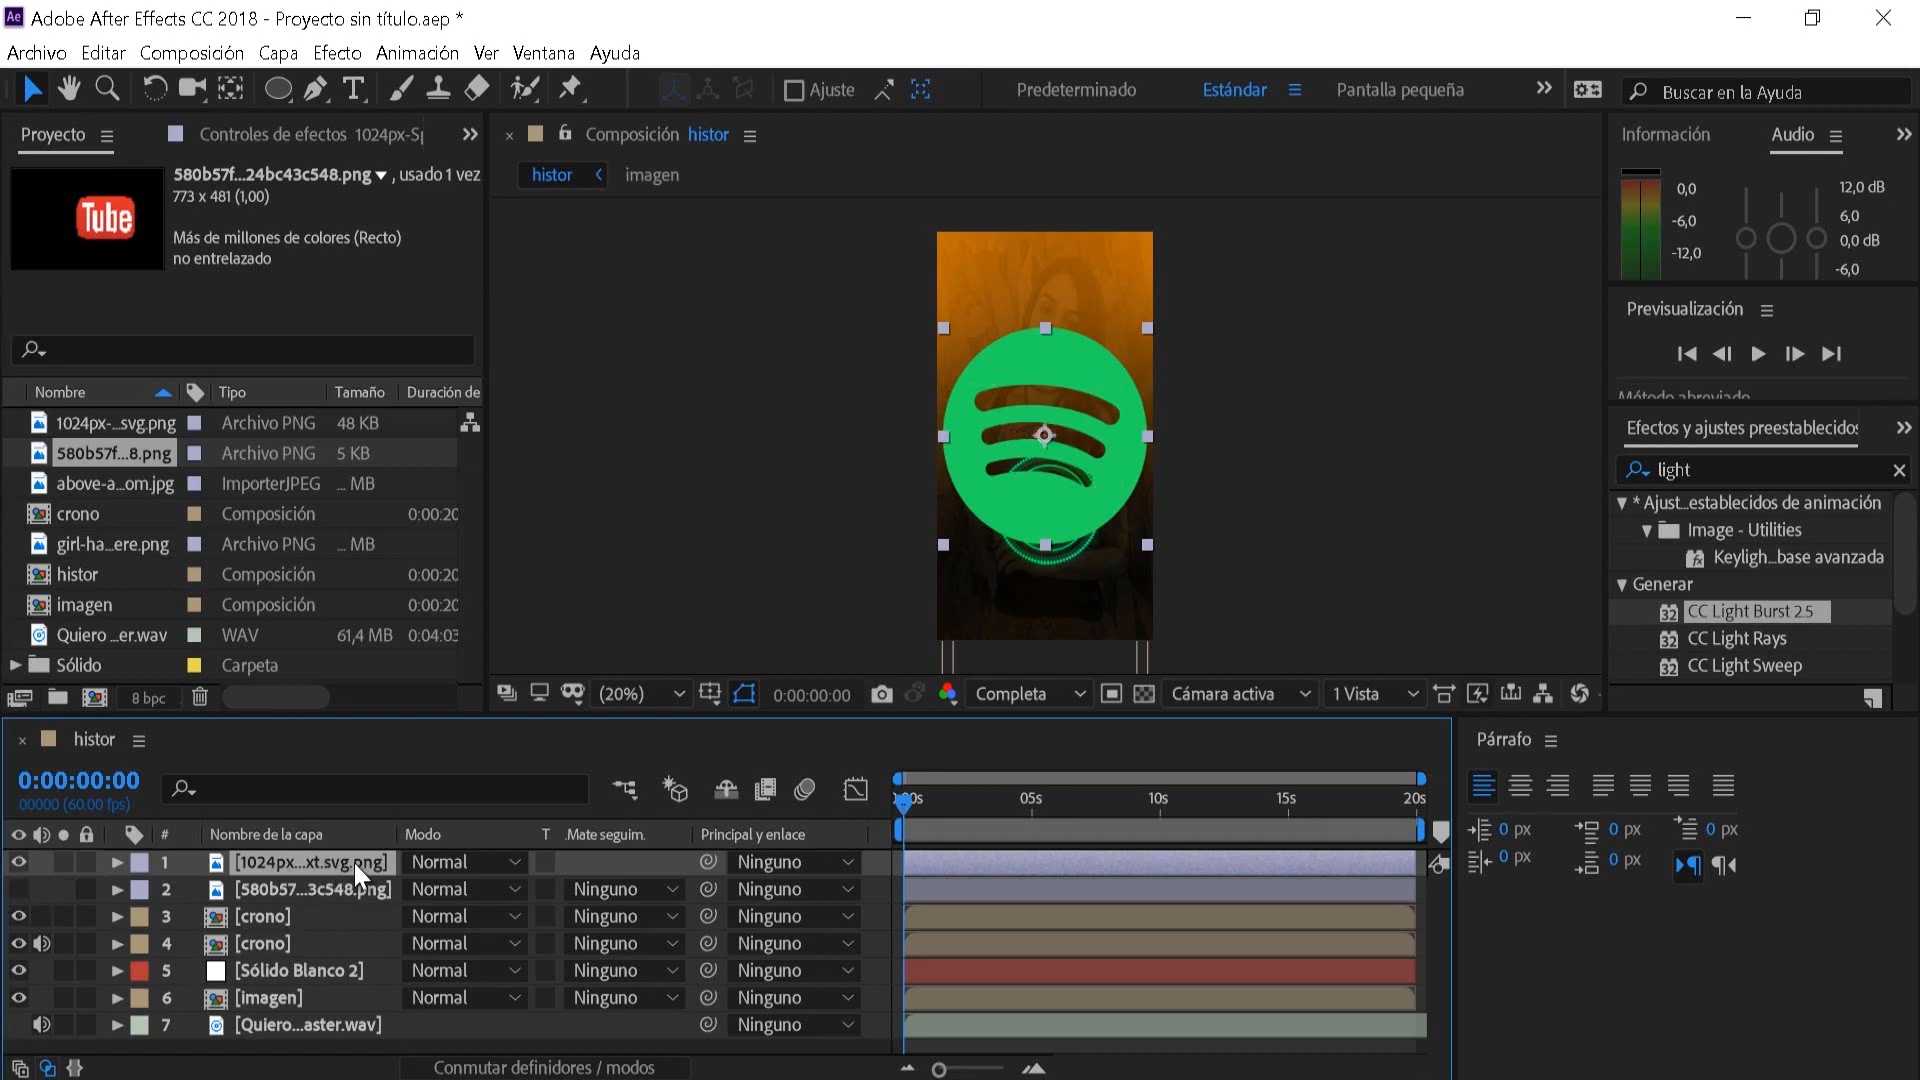 Adobe After Effects CC 2018 - Proyecto sin título.aep *
Archivo Editar Composición Capa Efecto Animación Ver Ventana Ayuda
Ajuste Predeterminado Estándar Pantalla pequeña Buscar en la Ayuda
Proyecto Controles de efectos 1024px-Sp
Composición histor
Información Audio
580b57f...24bc43c548.png , usado 1 vez
773 x 481 (1,00)
Más de millones de colores (Recto)
no entrelazado
Tube
histor imagen
0,0 12,0 dB
-6,0 6,0
-12,0 0,0 dB
-6,0
Previsualización
Método abreviado
Nombre Tipo Tamaño Duración de
1024px-...svg.png Archivo PNG 48 KB
580b57f...8.png Archivo PNG 5 KB
above-a...om.jpg ImporterJPEG ... MB
crono Composición 0:00:20
girl-ha...ere.png Archivo PNG ... MB
histor Composición 0:00:20
imagen Composición 0:00:20
Quiero ...er.wav WAV 61,4 MB 0:04:03
Sólido Carpeta
8 bpc
(20%) 0:00:00:00 Completa Cámara activa 1 Vista
Efectos y ajustes preestablecidos
light
* Ajust...establecidos de animación
Image - Utilities
Keyligh...base avanzada
Generar
CC Light Burst 2.5
CC Light Rays
CC Light Sweep
histor
0:00:00:00
00000 (60.00 fps)
05s 10s 15s 20s
# Nombre de la capa Modo T .Mate seguim. Principal y enlace
1 [1024px...xt.svg.png] Normal Ninguno
2 [580b57...3c548.png] Normal Ninguno Ninguno
3 [crono] Normal Ninguno Ninguno
4 [crono] Normal Ninguno Ninguno
5 [Sólido Blanco 2] Normal Ninguno Ninguno
6 [imagen] Normal Ninguno Ninguno
7 [Quiero...aster.wav] Ninguno
Conmutar definidores / modos
Párrafo
0 px 0 px 0 px
0 px 0 px